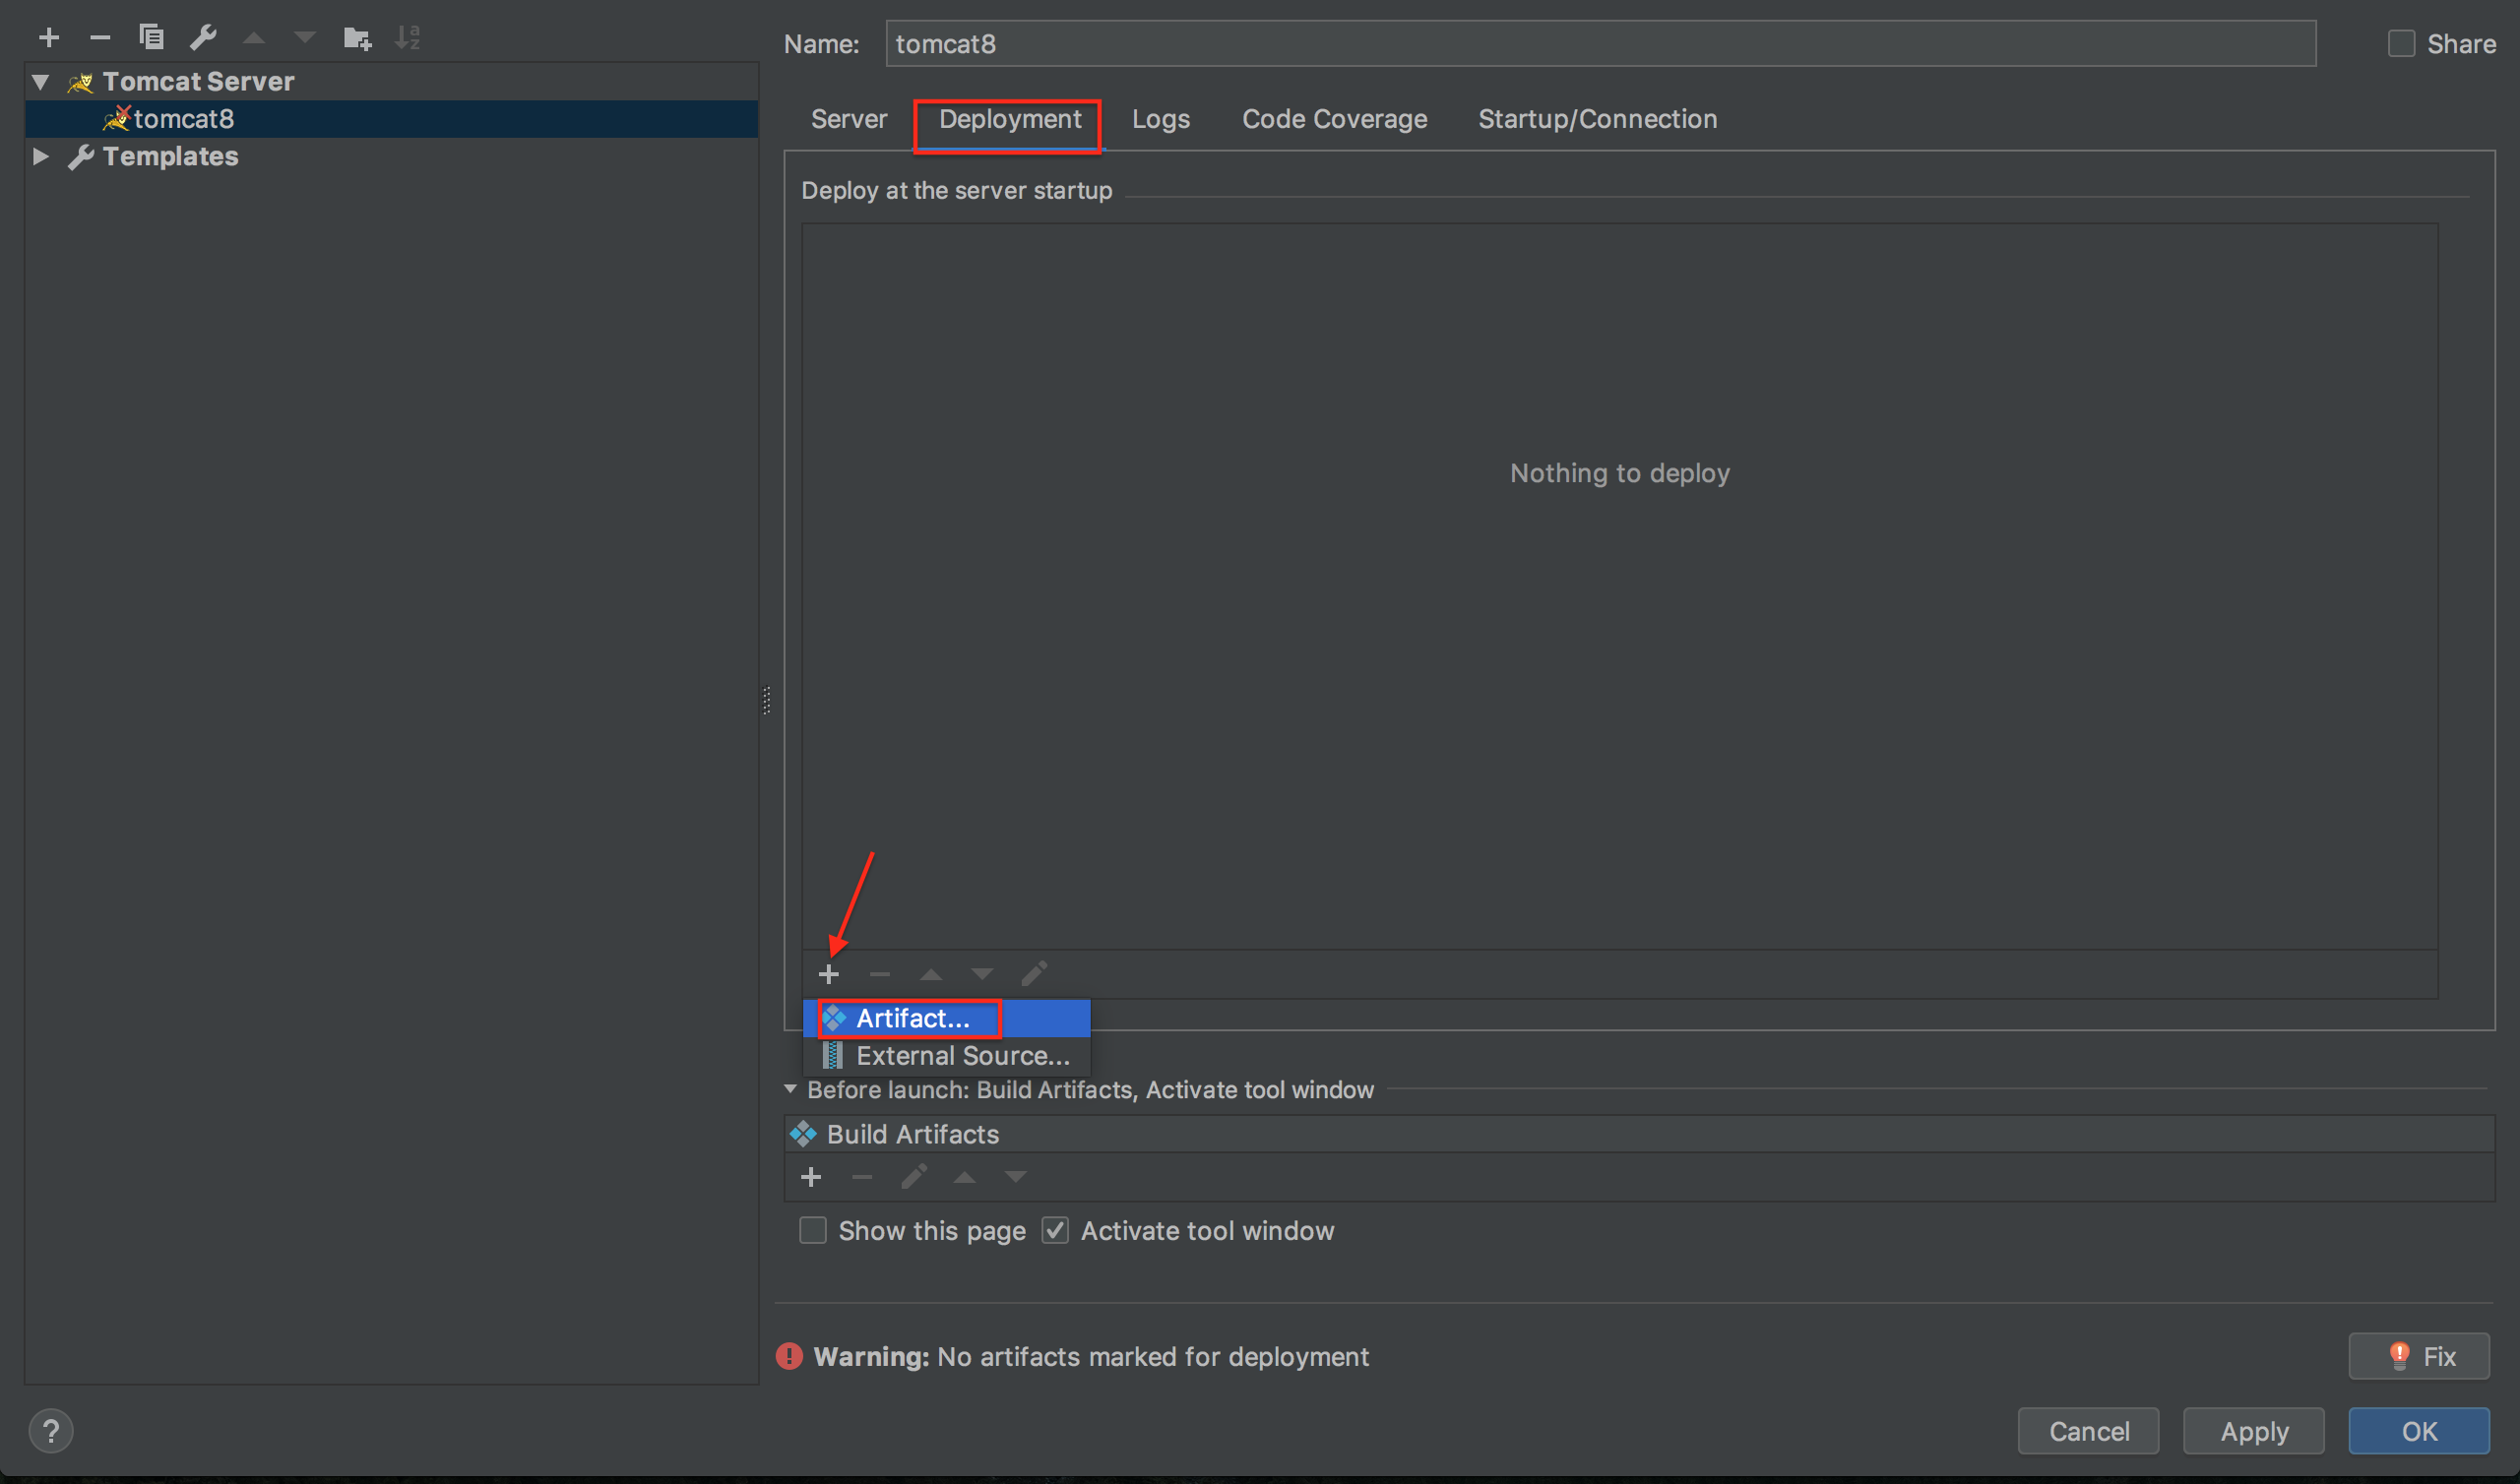 Name: tomcat8 Share
Tomcat Server
tomcat8
Templates
Server Deployment Logs Code Coverage Startup/Connection
Deploy at the server startup
Nothing to deploy
Artifact...
External Source...
Before launch: Build Artifacts, Activate tool window
Build Artifacts
Show this page Activate tool window
Warning: No artifacts marked for deployment
Fix
?
Cancel Apply OK